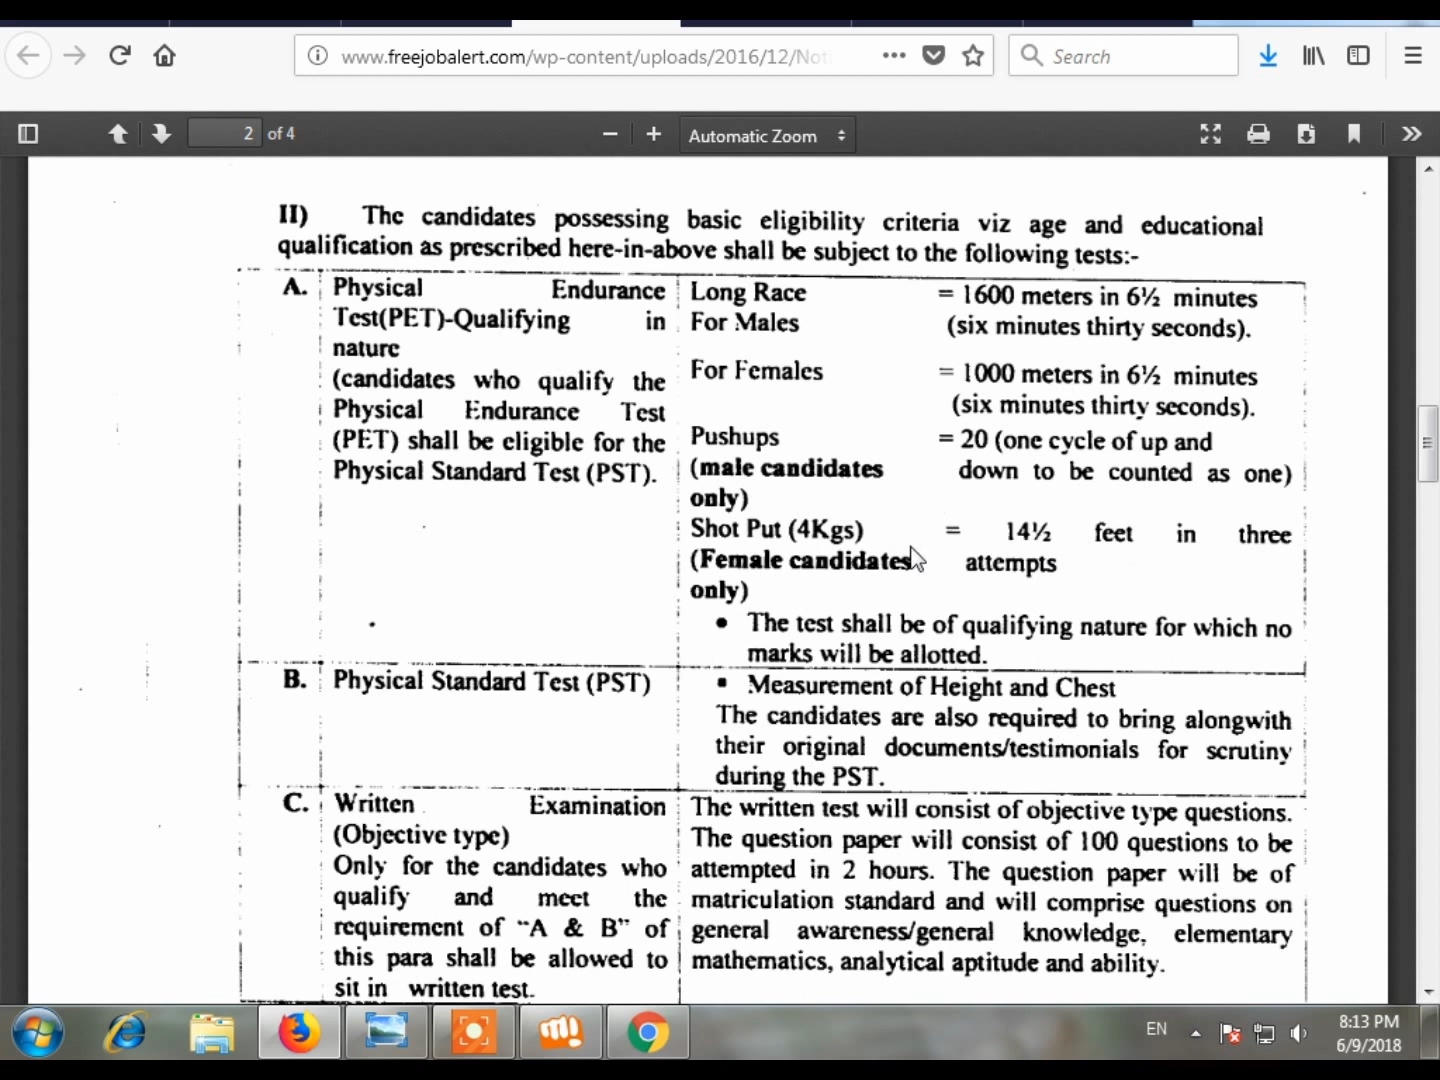 www.freejobalert.com/wp-content/uploads/2016/12/Not
Search
2 of 4
Automatic Zoom
II) The candidates possessing basic eligibility criteria viz age and educational
qualification as prescribed here-in-above shall be subject to the following tests:-
A. Physical Endurance
Test(PET)-Qualifying in
nature
(candidates who qualify the
Physical Endurance Test
(PET) shall be eligible for the
Physical Standard Test (PST).
Long Race = 1600 meters in 6½ minutes
For Males (six minutes thirty seconds).
For Females = 1000 meters in 6½ minutes
(six minutes thirty seconds).
Pushups = 20 (one cycle of up and
(male candidates down to be counted as one)
only)
Shot Put (4Kgs) = 14½ feet in three
(Female candidates attempts
only)
• The test shall be of qualifying nature for which no
marks will be allotted.
B. Physical Standard Test (PST)
▪ Measurement of Height and Chest
The candidates are also required to bring alongwith
their original documents/testimonials for scrutiny
during the PST.
C. Written Examination
(Objective type)
Only for the candidates who
qualify and meet the
requirement of "A & B" of
this para shall be allowed to
sit in written test.
The written test will consist of objective type questions.
The question paper will consist of 100 questions to be
attempted in 2 hours. The question paper will be of
matriculation standard and will comprise questions on
general awareness/general knowledge, elementary
mathematics, analytical aptitude and ability.
EN
8:13 PM
6/9/2018